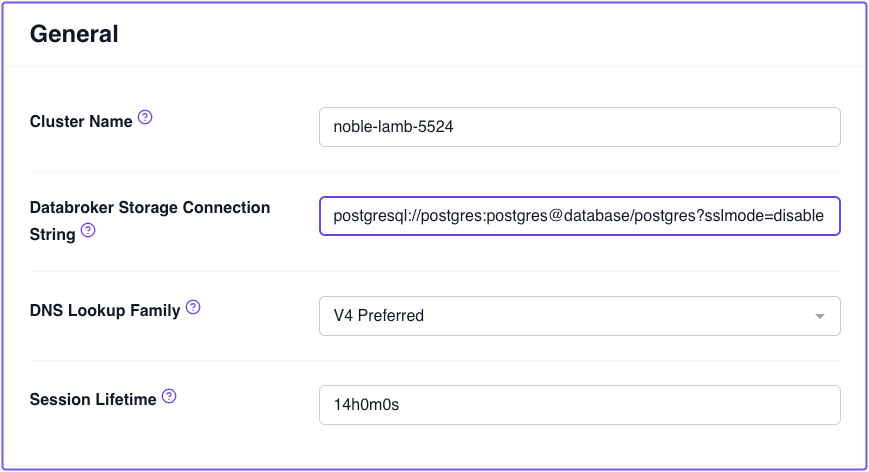 General
Cluster Name ?
noble-lamb-5524
Databroker Storage Connection
String ?
postgresql://postgres:postgres@database/postgres?sslmode=disable
DNS Lookup Family ?
V4 Preferred
Session Lifetime ?
14h0m0s